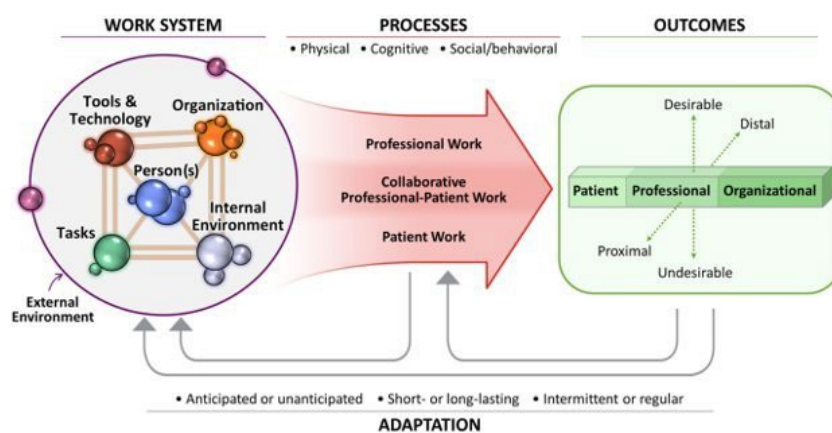 WORK SYSTEM
PROCESSES
OUTCOMES
• Physical • Cognitive • Social/behavioral
Tools &
Technology
Organization
Person(s)
Tasks
Internal
Environment
External
Environment
Professional Work
Collaborative
Professional-Patient Work
Patient Work
Desirable
Distal
Patient Professional Organizational
Proximal
Undesirable
• Anticipated or unanticipated • Short- or long-lasting • Intermittent or regular
ADAPTATION